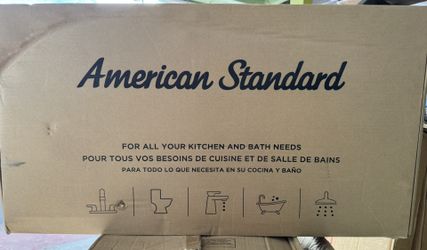 American Standard
FOR ALL YOUR KITCHEN AND BATH NEEDS
POUR TOUS VOS BESOINS DE CUISINE ET DE SALLE DE BAINS
PARA TODO LO QUE NECESITA EN SU COCINA Y BAÑO